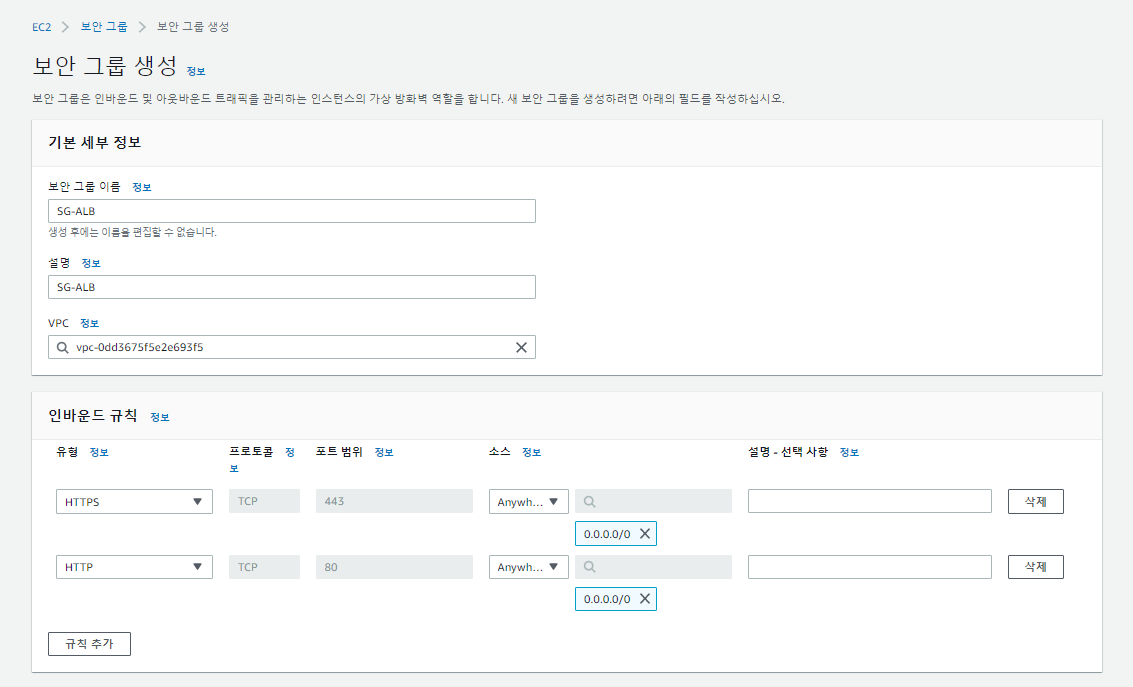 EC2 > 보안 그룹 > 보안 그룹 생성
보안 그룹 생성 정보
보안 그룹은 인바운드 및 아웃바운드 트래픽을 관리하는 인스턴스의 가상 방화벽 역할을 합니다. 새 보안 그룹을 생성하려면 아래의 필드를 작성하십시오.
기본 세부 정보
보안 그룹 이름 정보
SG-ALB
생성 후에는 이름을 편집할 수 없습니다.
설명 정보
SG-ALB
VPC 정보
vpc-0dd3675f5e2e693f5
인바운드 규칙 정보
유형 정보 프로토콜 정보 포트 범위 정보 소스 정보 설명 - 선택 사항 정보
HTTPS TCP 443 Anywh... 삭제
0.0.0.0/0
HTTP TCP 80 Anywh... 삭제
0.0.0.0/0
규칙 추가